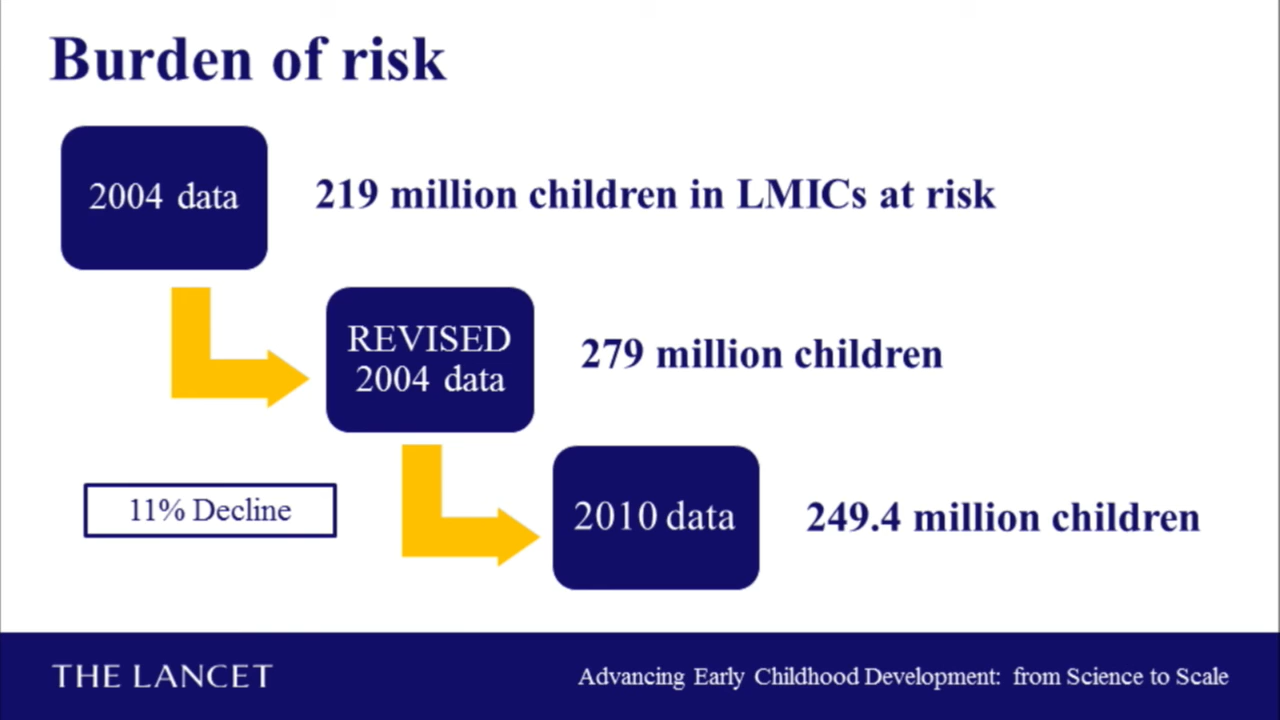 Burden of risk
2004 data
219 million children in LMICs at risk
REVISED
2004 data
279 million children
11% Decline
2010 data
249.4 million children
THE LANCET
Advancing Early Childhood Development: from Science to Scale